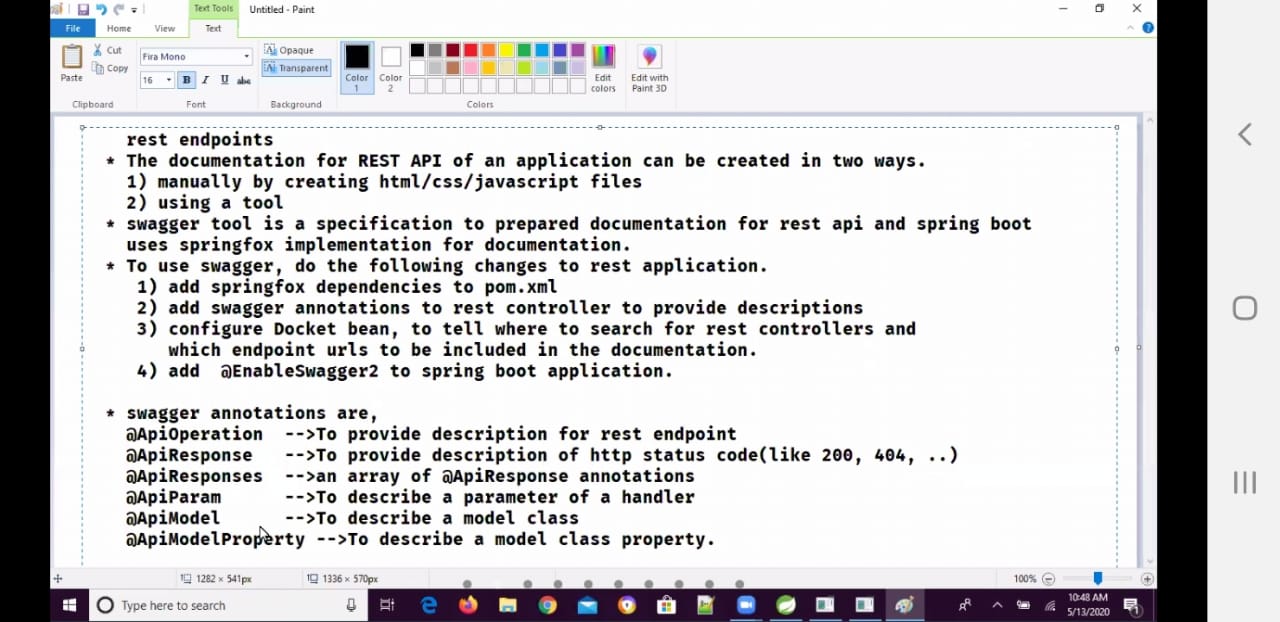 Text Tools
Untitled - Paint
File
Home
View
Text
Paste
Cut
Copy
Clipboard
Fira Mono
16
B I U abc
Font
Opaque
Transparent
Background
Color 1
Color 2
Edit colors
Colors
Edit with Paint 3D
rest endpoints
* The documentation for REST API of an application can be created in two ways.
1) manually by creating html/css/javascript files
2) using a tool
* swagger tool is a specification to prepared documentation for rest api and spring boot
uses springfox implementation for documentation.
* To use swagger, do the following changes to rest application.
1) add springfox dependencies to pom.xml
2) add swagger annotations to rest controller to provide descriptions
3) configure Docket bean, to tell where to search for rest controllers and
which endpoint urls to be included in the documentation.
4) add @EnableSwagger2 to spring boot application.
* swagger annotations are,
@ApiOperation -->To provide description for rest endpoint
@ApiResponse -->To provide description of http status code(like 200, 404, ..)
@ApiResponses -->an array of @ApiResponse annotations
@ApiParam -->To describe a parameter of a handler
@ApiModel -->To describe a model class
@ApiModelProperty -->To describe a model class property.
1282 × 541px
1336 × 570px
100%
Type here to search
10:48 AM
5/13/2020
1